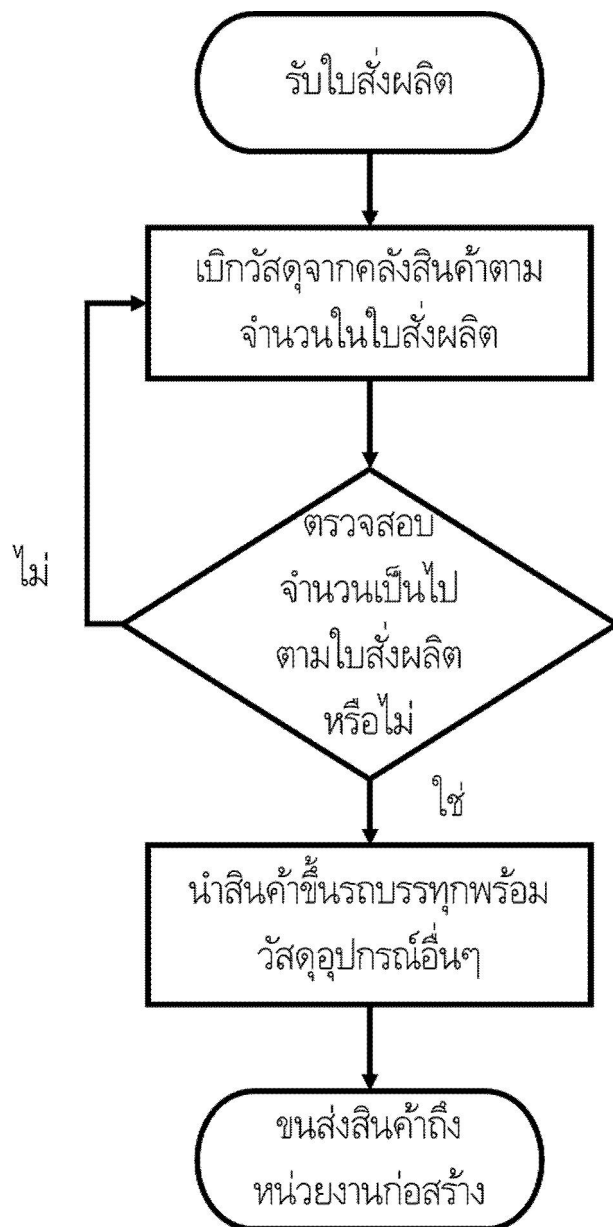 รับใบสั่งผลิต
เบิกวัสดุจากคลังสินค้าตาม
จำนวนในใบสั่งผลิต
ตรวจสอบ
จำนวนเป็นไป
ตามใบสั่งผลิต
หรือไม่
ไม่
ใช่
นำสินค้าขึ้นรถบรรทุกพร้อม
วัสดุอุปกรณ์อื่นๆ
ขนส่งสินค้าถึง
หน่วยงานก่อสร้าง